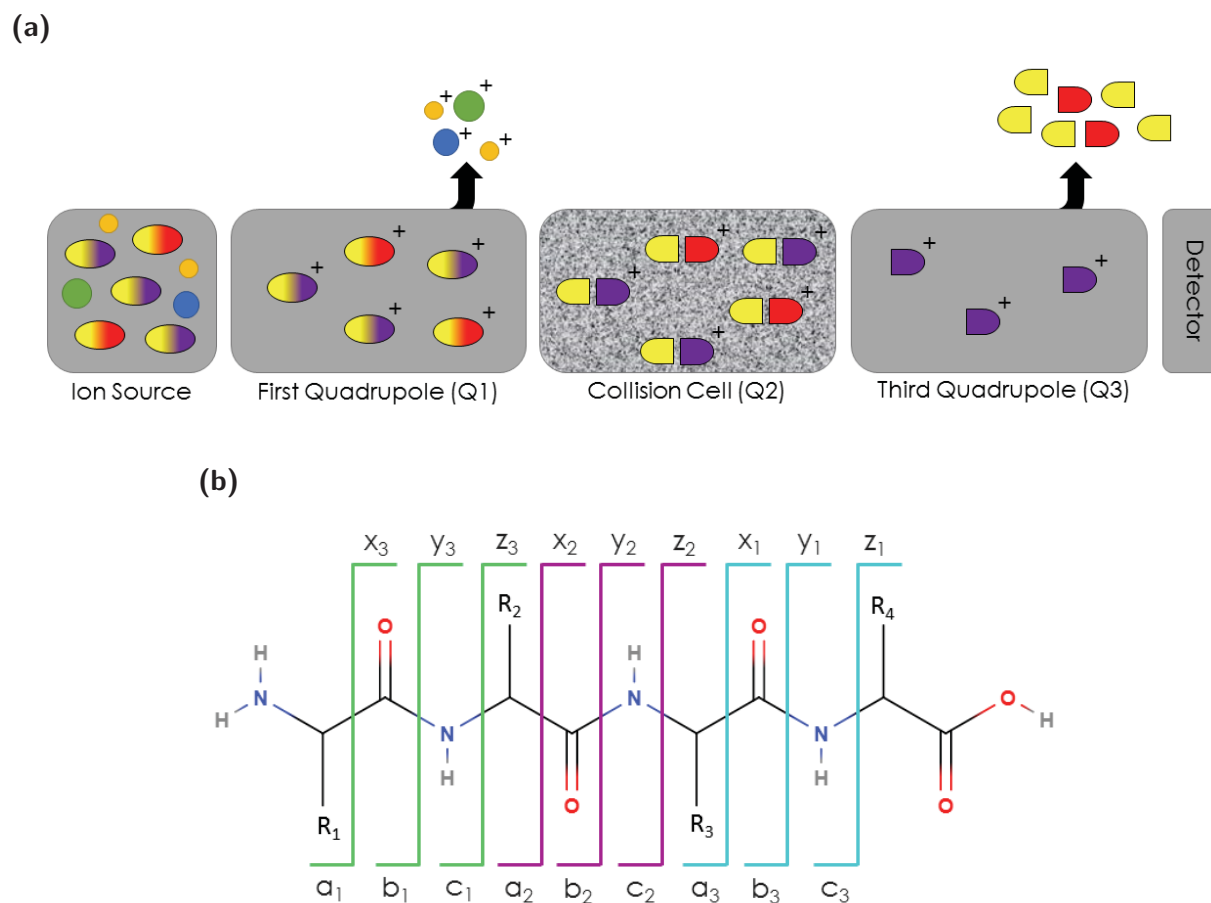 (a)
+ + + +
Ion Source
First Quadrupole (Q1)
Collision Cell (Q2)
Third Quadrupole (Q3)
Detector
+ + + + + +
+ + + + +
+ + +
(b)
x₃ y₃ z₃ x₂ y₂ z₂ x₁ y₁ z₁
R₂ R₄
O H O
H N N O H
H N H N H O O
R₁ R₃
a₁ b₁ c₁ a₂ b₂ c₂ a₃ b₃ c₃